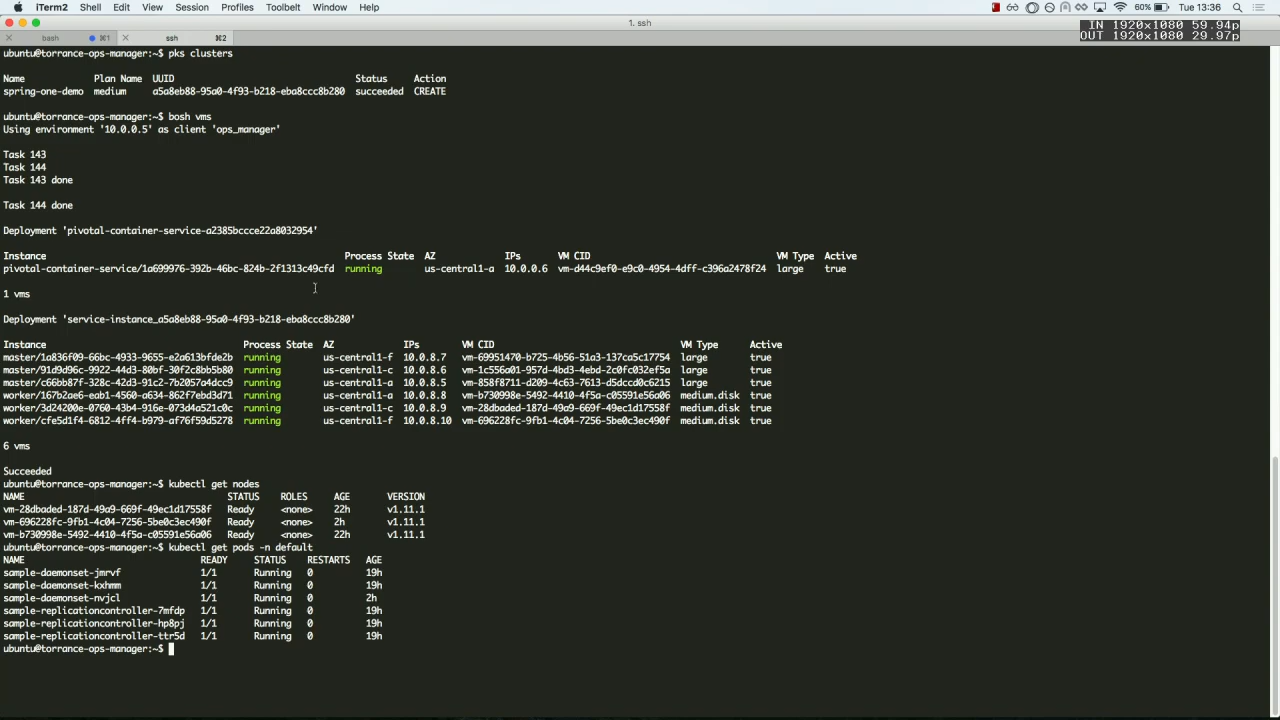 iTerm2 Shell Edit View Session Profiles Toolbelt Window Help 60% Tue 13:36
1. ssh
IN 1920x1080 59.94p
OUT 1920x1080 29.97p
bash ⌘1 ssh ⌘2
ubuntu@torrance-ops-manager:~$ pks clusters
Name Plan Name UUID Status Action
spring-one-demo medium a5a8eb88-95a0-4f93-b218-eba8ccc8b280 succeeded CREATE
ubuntu@torrance-ops-manager:~$ bosh vms
Using environment '10.0.0.5' as client 'ops_manager'
Task 143
Task 144
Task 143 done
Task 144 done
Deployment 'pivotal-container-service-a2385bccce22a8032954'
Instance Process State AZ IPs VM CID VM Type Active
pivotal-container-service/1a699976-392b-46bc-824b-2f1313c49cfd running us-central1-a 10.0.0.6 vm-d44c9ef0-e9c0-4954-4dff-c396a2478f24 large true
1 vms
Deployment 'service-instance_a5a8eb88-95a0-4f93-b218-eba8ccc8b280'
Instance Process State AZ IPs VM CID VM Type Active
master/1a836f09-66bc-4933-9655-e2a613bfde2b running us-central1-f 10.0.8.7 vm-69951470-b725-4b56-51a3-137ca5c17754 large true
master/91d9d96c-9922-44d3-80bf-30f2c8bb5b80 running us-central1-c 10.0.8.6 vm-1c556a01-957d-4bd3-4ebd-2c0fc032ef5a large true
master/c66bb87f-328c-42d3-91c2-7b2057a4dcc9 running us-central1-a 10.0.8.5 vm-858f8711-d209-4c63-7613-d5dccd0c6215 large true
worker/167b2ae6-eab1-4560-a634-862f7ebd3d71 running us-central1-a 10.0.8.8 vm-b730998e-5492-4410-4f5a-c05591e56a06 medium.disk true
worker/3d24200e-0760-43b4-916e-073d4a521c0c running us-central1-c 10.0.8.9 vm-28dbaded-187d-49a9-669f-49ec1d17558f medium.disk true
worker/cfe5d1f4-6812-4ff4-b979-af76f59d5278 running us-central1-f 10.0.8.10 vm-696228fc-9fb1-4c04-7256-5be0c3ec490f medium.disk true
6 vms
Succeeded
ubuntu@torrance-ops-manager:~$ kubectl get nodes
NAME STATUS ROLES AGE VERSION
vm-28dbaded-187d-49a9-669f-49ec1d17558f Ready <none> 22h v1.11.1
vm-696228fc-9fb1-4c04-7256-5be0c3ec490f Ready <none> 2h v1.11.1
vm-b730998e-5492-4410-4f5a-c05591e56a06 Ready <none> 22h v1.11.1
ubuntu@torrance-ops-manager:~$ kubectl get pods -n default
NAME READY STATUS RESTARTS AGE
sample-daemonset-jmrvf 1/1 Running 0 19h
sample-daemonset-kxhmm 1/1 Running 0 19h
sample-daemonset-nvjcl 1/1 Running 0 2h
sample-replicationcontroller-7mfdp 1/1 Running 0 19h
sample-replicationcontroller-hp8pj 1/1 Running 0 19h
sample-replicationcontroller-ttr5d 1/1 Running 0 19h
ubuntu@torrance-ops-manager:~$